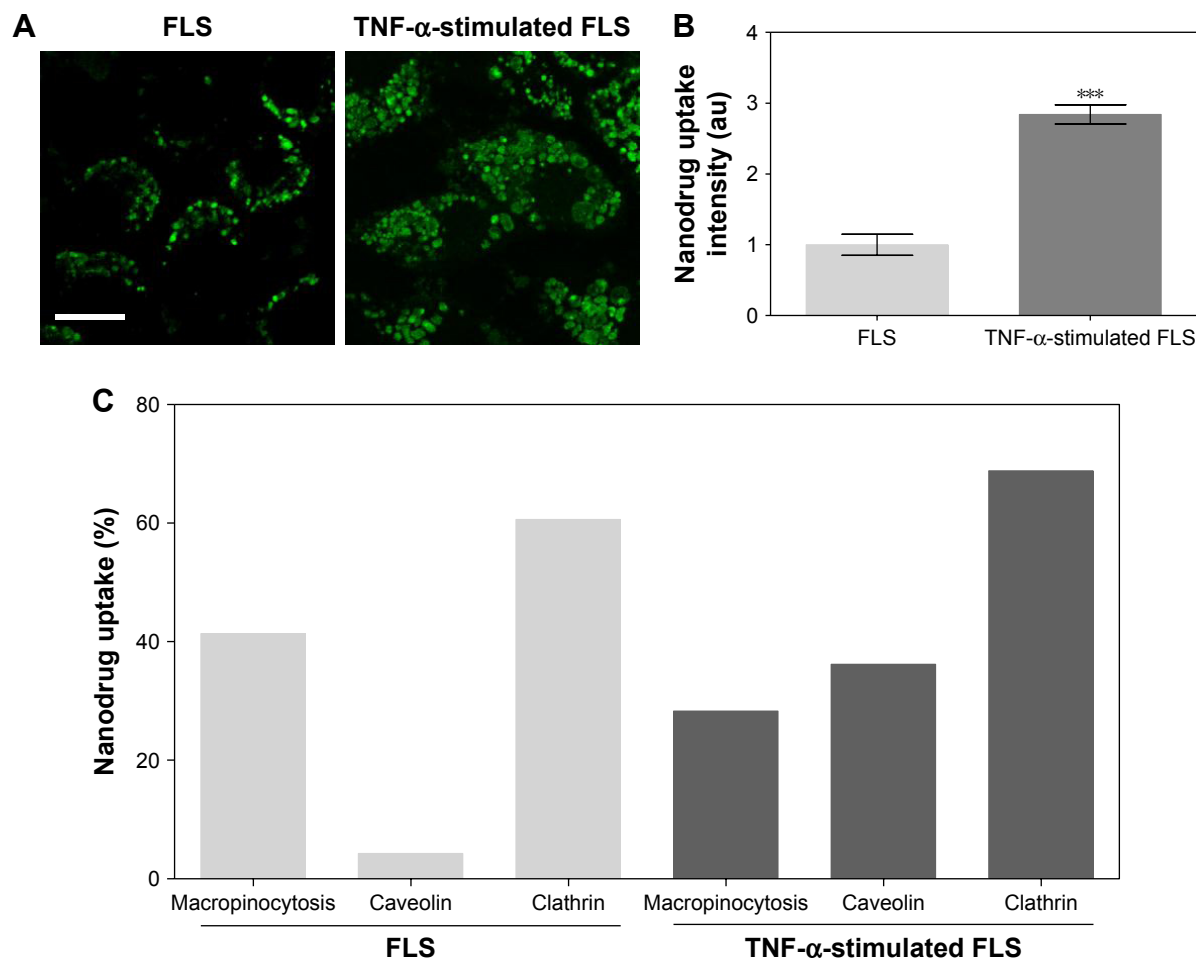 A
FLS
TNF-α-stimulated FLS
B
Nanodrug uptake
intensity (au)
4
3
2
1
0
***
FLS
TNF-α-stimulated FLS
C
Nanodrug uptake (%)
80
60
40
20
0
Macropinocytosis
Caveolin
Clathrin
Macropinocytosis
Caveolin
Clathrin
FLS
TNF-α-stimulated FLS